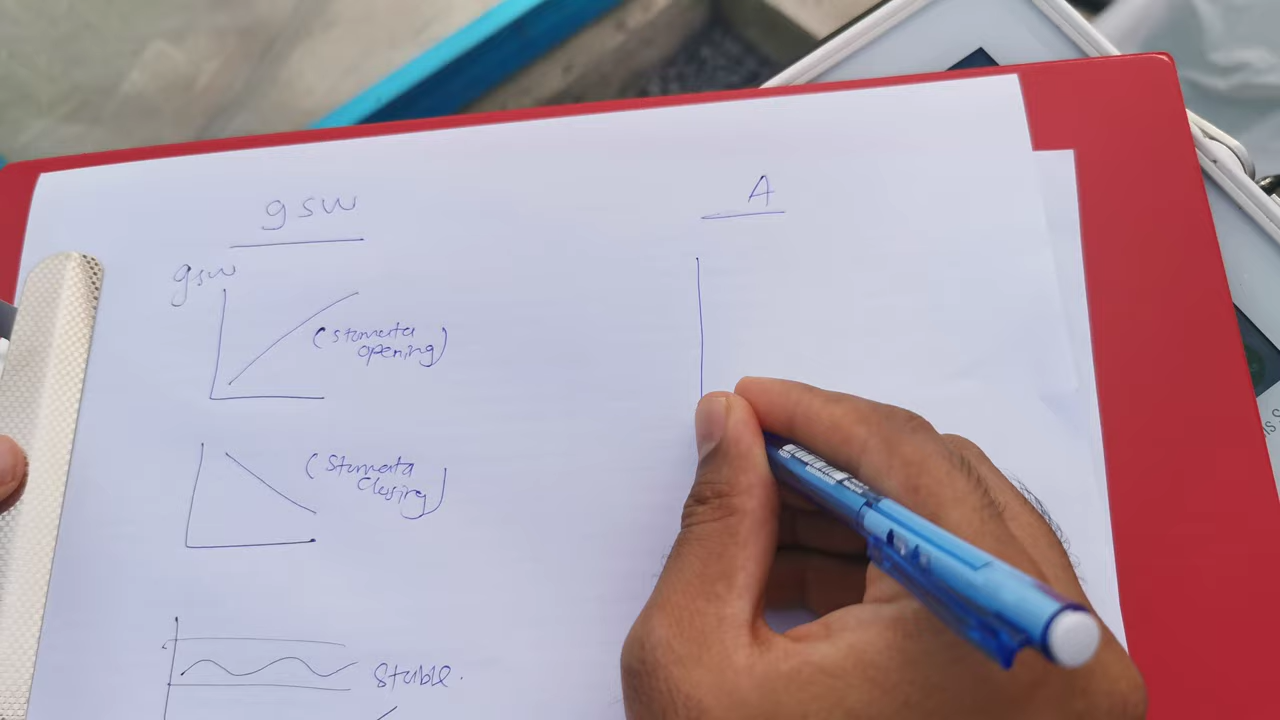 gsw
gsw
(stomata
opening)
(stomata
closing)
stable.
A